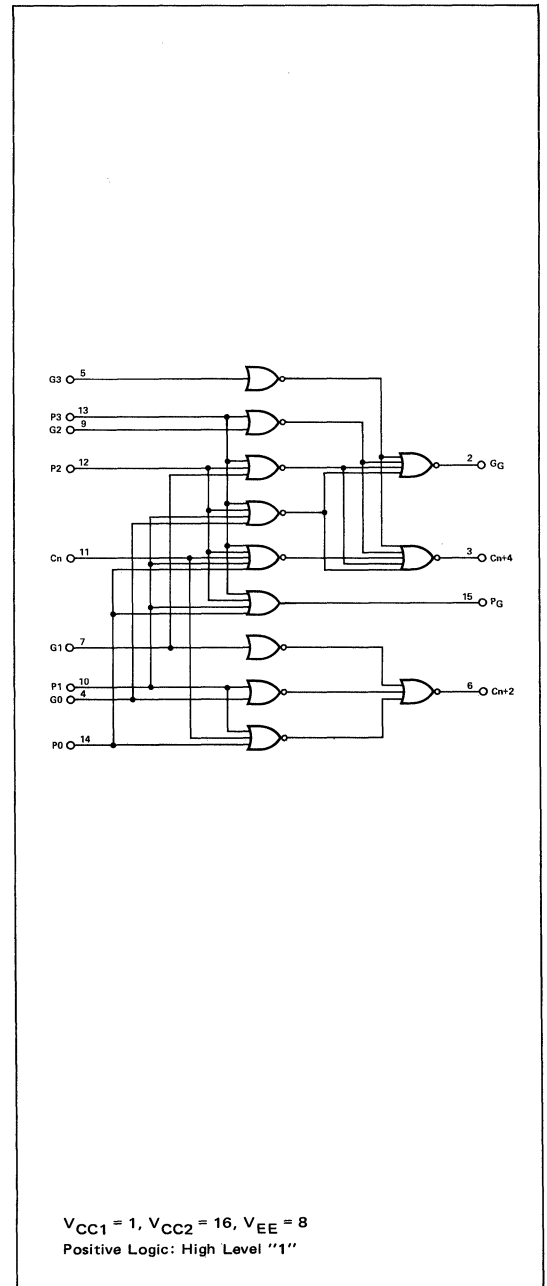 G3 5
P3 13
G2 9
2 GG
P2 12
Cn 11
3 Cn+4
15 PG
G1 7
P1 10
6 Cn+2
G0 4
P0 14
VCC1 = 1, VCC2 = 16, VEE = 8
Positive Logic: High Level "1"